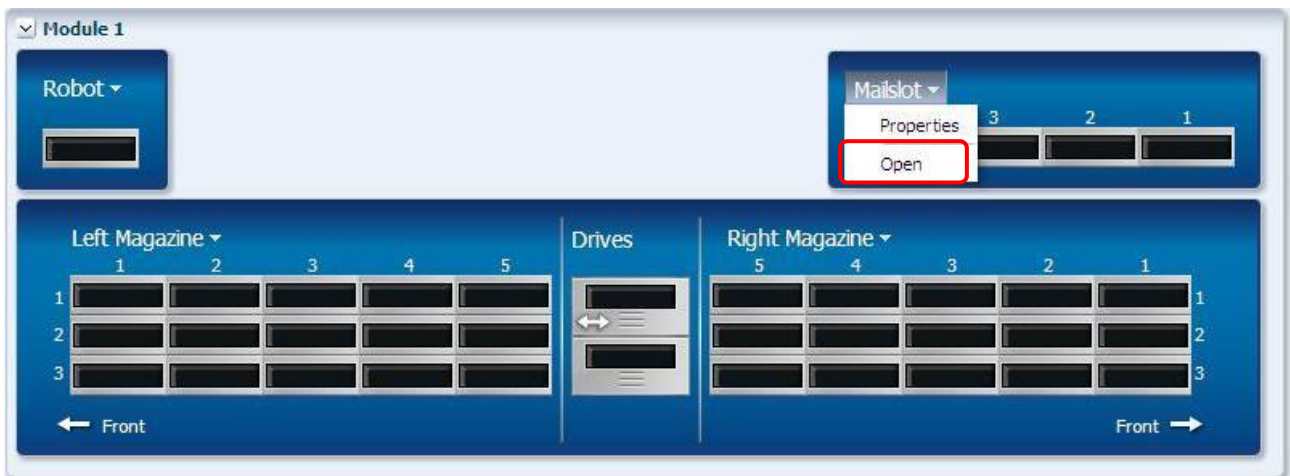 Module 1
Robot
Mailslot
Properties
Open
3 2 1
Left Magazine Drives Right Magazine
1 2 3 4 5 5 4 3 2 1
1 1
2 2
3 3
Front Front